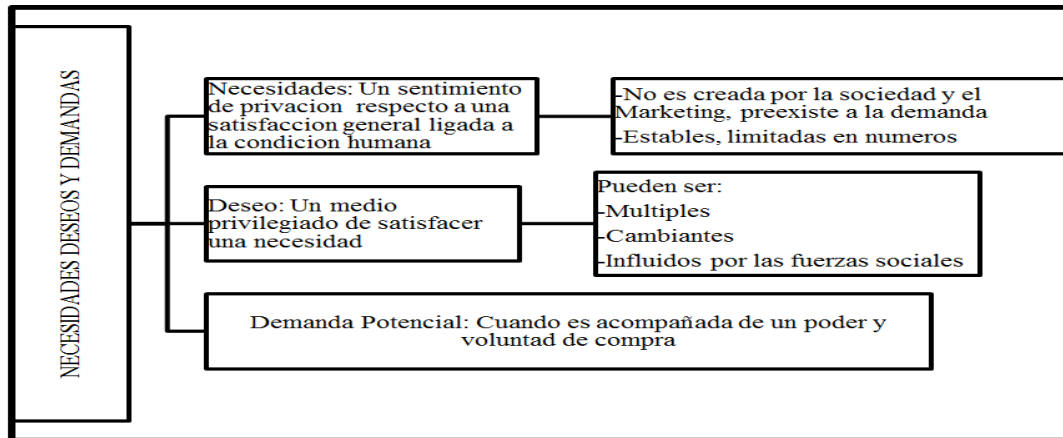 NECESIDADES DESEOS Y DEMANDAS
Necesidades: Un sentimiento
de privacion respecto a una
satisfaccion general ligada a
la condicion humana
-No es creada por la sociedad y el
Marketing, preexiste a la demanda
-Estables, limitadas en numeros
Deseo: Un medio
privilegiado de satisfacer
una necesidad
Pueden ser:
-Multiples
-Cambiantes
-Influidos por las fuerzas sociales
Demanda Potencial: Cuando es acompañada de un poder y
voluntad de compra